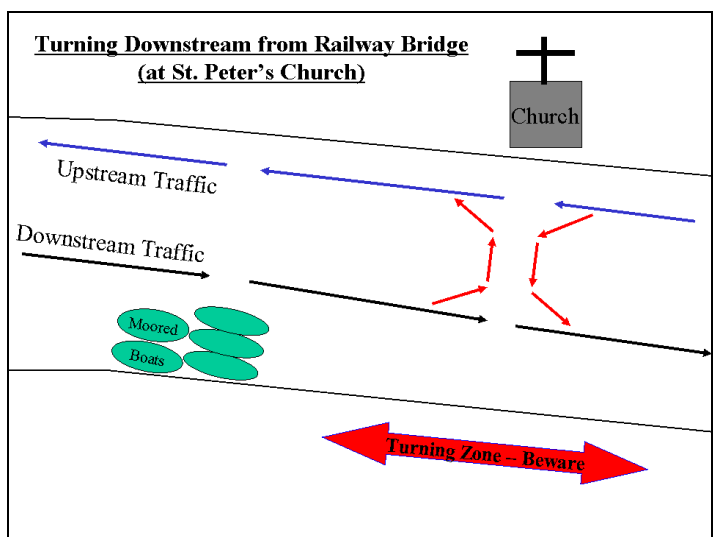 Turning Downstream from Railway Bridge
(at St. Peter's Church)
Church
Upstream Traffic
Downstream Traffic
Moored
Boats
Turning Zone – Beware